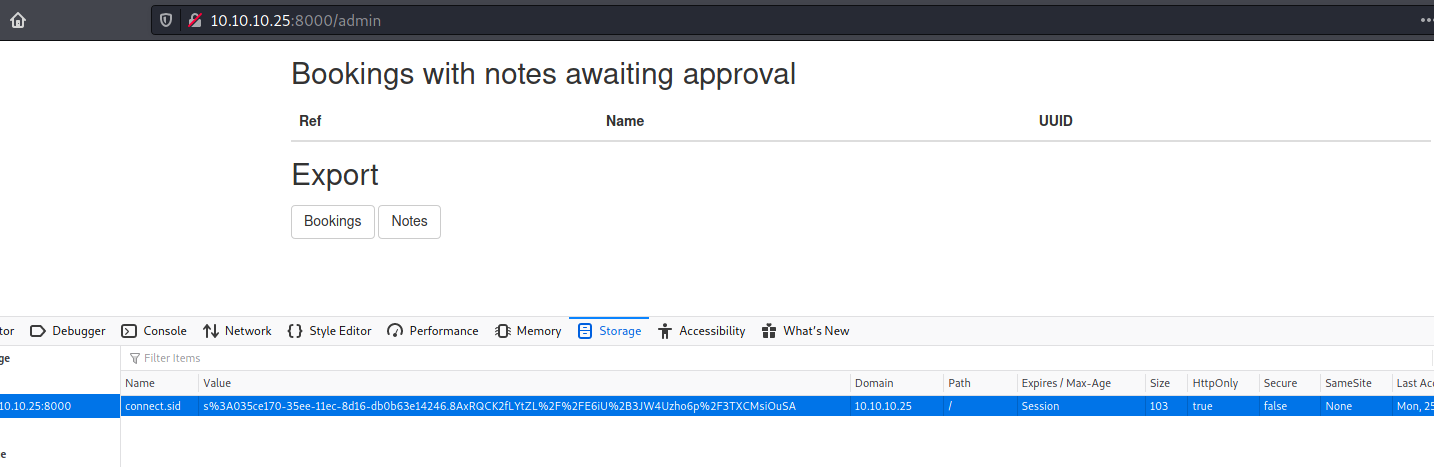 10.10.10.25:8000/admin
Bookings with notes awaiting approval
Ref Name UUID
Export
Bookings Notes
tor Debugger Console Network Style Editor Performance Memory Storage Accessibility What's New
ge Filter Items
Name Value Domain Path Expires / Max-Age Size HttpOnly Secure SameSite Last Acc
10.10.10.25:8000 connect.sid s%3A035ce170-35ee-11ec-8d16-db0b63e14246.8AxRQCK2fLYtZL%2F%2FE6iU%2B3JW4Uzho6p%2F3TXCMsiOuSA 10.10.10.25 / Session 103 true false None Mon, 25
e